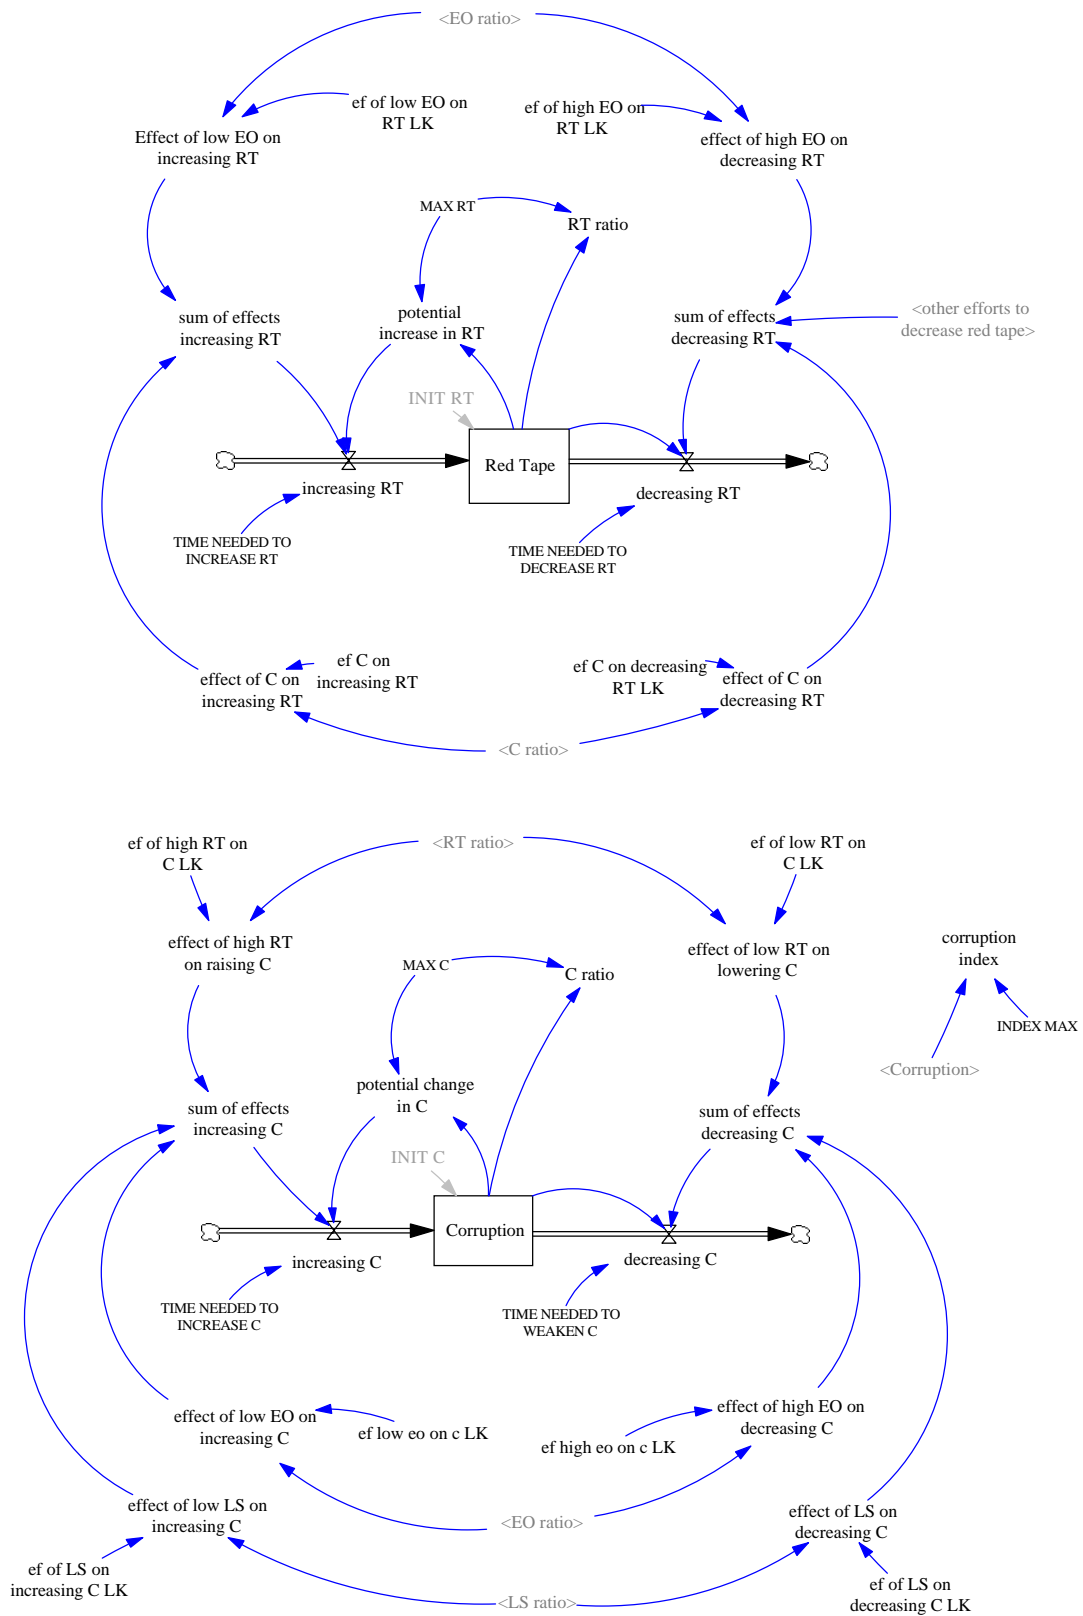 <EO ratio>
ef of low EO on
RT LK
ef of high EO on
RT LK
Effect of low EO on
increasing RT
effect of high EO on
decreasing RT
MAX RT
RT ratio
sum of effects
increasing RT
potential
increase in RT
sum of effects
decreasing RT
<other efforts to
decrease red tape>
INIT RT
Red Tape
increasing RT
decreasing RT
TIME NEEDED TO
INCREASE RT
TIME NEEDED TO
DECREASE RT
effect of C on
increasing RT
ef C on
increasing RT
ef C on decreasing
RT LK
effect of C on
decreasing RT
<C ratio>
ef of high RT on
C LK
<RT ratio>
ef of low RT on
C LK
effect of high RT
on raising C
MAX C
C ratio
effect of low RT on
lowering C
corruption
index
INDEX MAX
<Corruption>
potential change
in C
sum of effects
increasing C
sum of effects
decreasing C
INIT C
Corruption
increasing C
decreasing C
TIME NEEDED TO
INCREASE C
TIME NEEDED TO
WEAKEN C
effect of low EO on
increasing C
ef low eo on c LK
ef high eo on c LK
effect of high EO on
decreasing C
effect of low LS on
increasing C
<EO ratio>
effect of LS on
decreasing C
ef of LS on
increasing C LK
<LS ratio>
ef of LS on
decreasing C LK